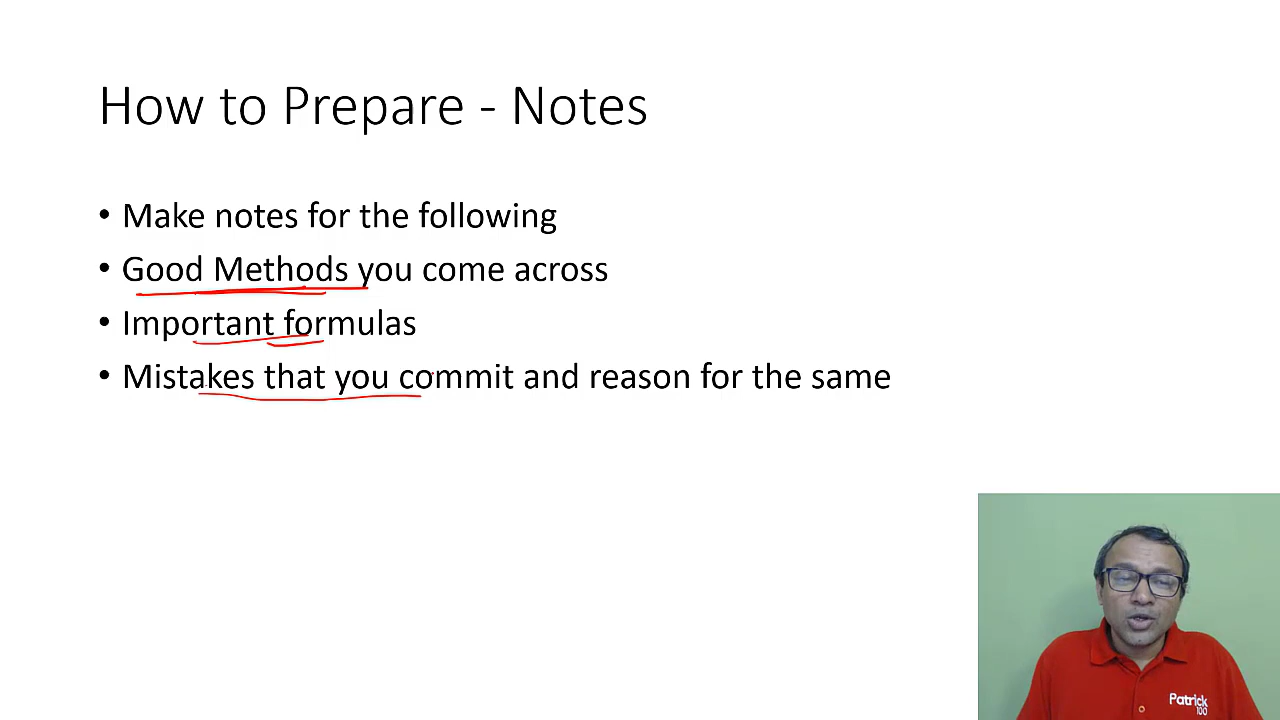 How to Prepare - Notes
• Make notes for the following
• Good Methods you come across
• Important formulas
• Mistakes that you commit and reason for the same
Patrick
100